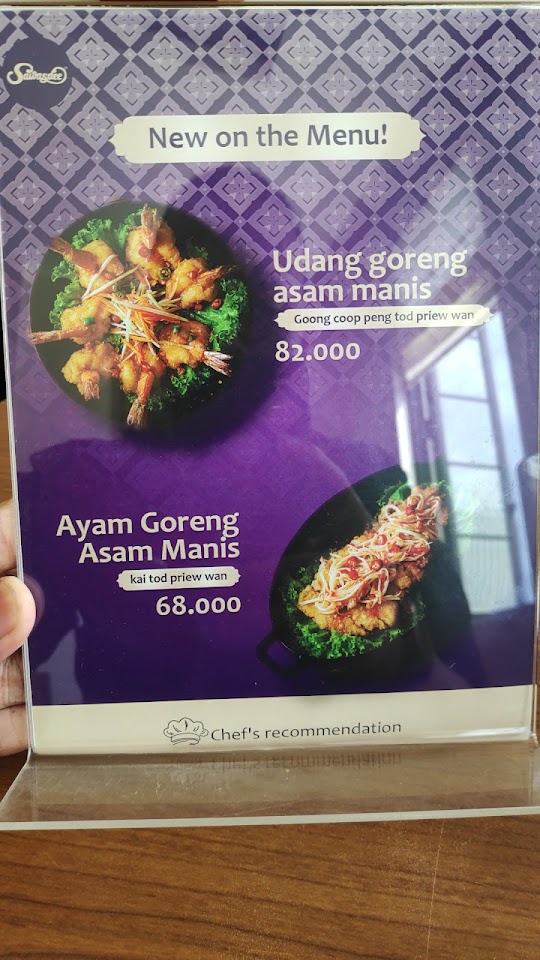 Sawasdee
New on the Menu!
Udang goreng
asam manis
Goong coop peng tod priew wan
82.000
Ayam Goreng
Asam Manis
kai tod priew wan
68.000
Chef's recommendation